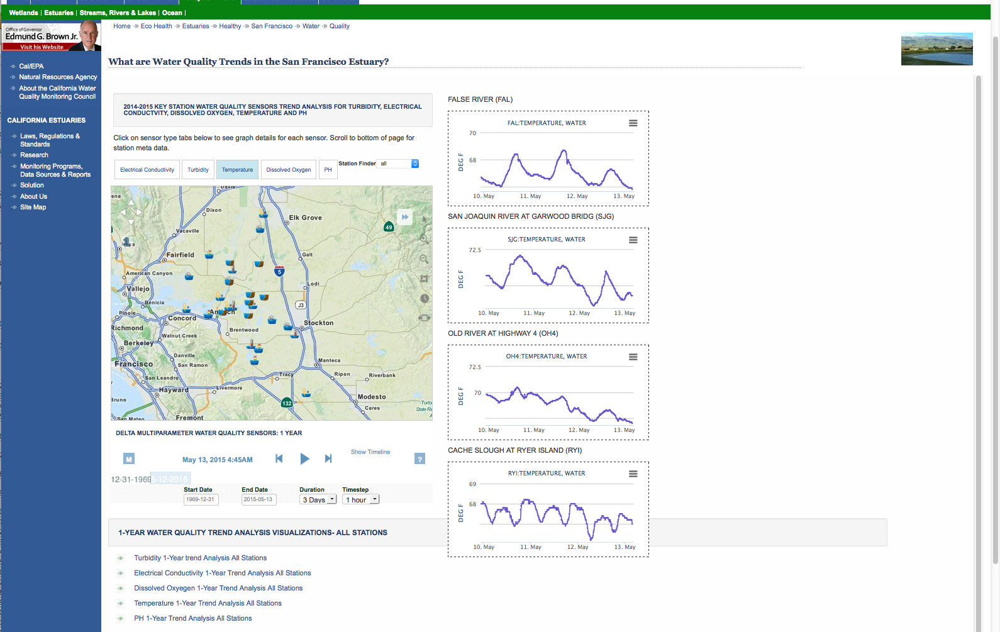 Wetlands | Estuaries | Streams, Rivers & Lakes | Ocean |
Office of Governor
Edmund G. Brown Jr.
Visit his Website
Cal/EPA
Natural Resources Agency
About the California Water
Quality Monitoring Council
CALIFORNIA ESTUARIES
Laws, Regulations &
Standards
Research
Monitoring Programs,
Data Sources & Reports
Solution
About Us
Site Map
Home Eco Health Estuaries Healthy San Francisco Water Quality
What are Water Quality Trends in the San Francisco Estuary?
2014-2015 KEY STATION WATER QUALITY SENSORS TREND ANALYSIS FOR TURBIDITY, ELECTRICAL
CONDUCTVITY, DISSOLVED OXYGEN, TEMPERATURE AND PH
Click on sensor type tabs below to see graph details for each sensor. Scroll to bottom of page for
station meta data.
Electrical Conductivity Turbidity Temperature Dissolved Oxygen PH Station Finder all
Davis
ena
Dixon
Elk Grove
49
Vacaville
a
Fairfield
Galt
American Canyon
5
Vallejo
Lodi
Benicia
J3
Pinole
Concord
Stockton
Richmond
Brentwood
Walnut Creek
Berkeley
Danville
Manteca
Francisco
San Ramon
San Leandro
Tracy
Ripon
Riverbank
Hayward
Livermore
Modesto
Bruno
132
Turlo
Ceres
State Re
San Mateo
Fremont
DELTA MULTIPARAMETER WATER QUALITY SENSORS: 1 YEAR
M
May 13, 2015 4:45AM
Show Timeline
?
12-31-1969
5-12-2015
Start Date End Date Duration Timestep
1969-12-31 2015-05-13 3 Days 1 hour
1-YEAR WATER QUALITY TREND ANALYSIS VISUALIZATIONS- ALL STATIONS
Turbidity 1-Year trend Analysis All Stations
Electrical Conductivity 1-Year Trend Analysis All Stations
Dissolved Oxyegen 1-Year Trend Analysis All Stations
Temperature 1-Year Trend Analysis All Stations
PH 1-Year Trend Analysis All Stations
FALSE RIVER (FAL)
FAL:TEMPERATURE, WATER
70
68
DEG F
10. May 11. May 12. May 13. May
SAN JOAQUIN RIVER AT GARWOOD BRIDG (SJG)
SJG:TEMPERATURE, WATER
72.5
DEG F
10. May 11. May 12. May 13. May
OLD RIVER AT HIGHWAY 4 (OH4)
OH4:TEMPERATURE, WATER
72.5
70
DEG F
10. May 11. May 12. May 13. May
CACHE SLOUGH AT RYER ISLAND (RYI)
RYI:TEMPERATURE, WATER
69
68
DEG F
10. May 11. May 12. May 13. May